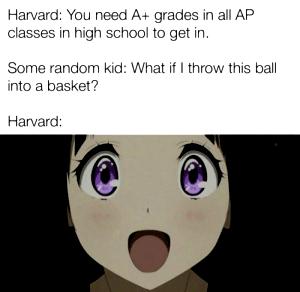 Harvard: You need A+ grades in all AP
classes in high school to get in.
Some random kid: What if I throw this ball
into a basket?
Harvard: